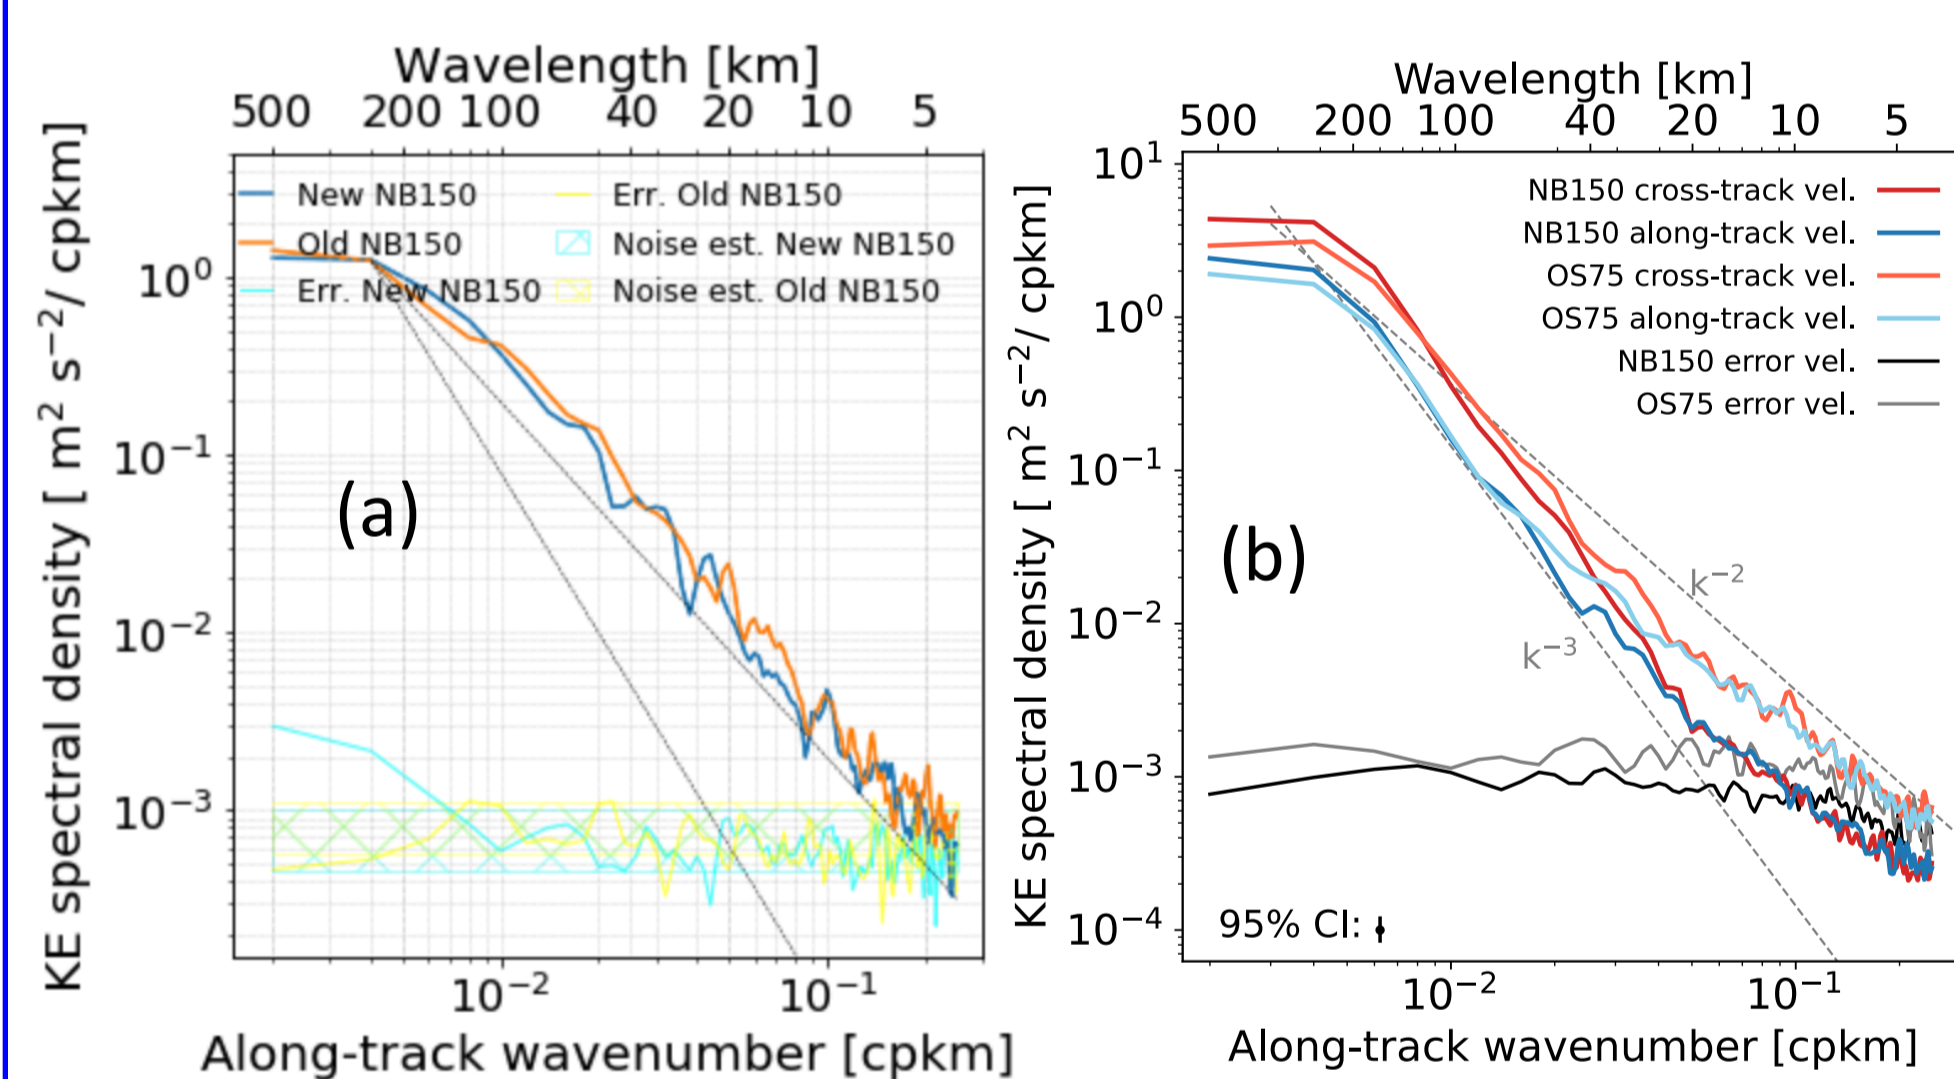 Wavelength [km]
500 200 100 40 20 10 5
KE spectral density [ m² s⁻²/ cpkm]
10⁰
10⁻¹
10⁻²
10⁻³
New NB150
Old NB150
Err. New NB150
Err. Old NB150
Noise est. New NB150
Noise est. Old NB150
(a)
10⁻² 10⁻¹
Along-track wavenumber [cpkm]
Wavelength [km]
500 200 100 40 20 10 5
KE spectral density [ m² s⁻²/ cpkm]
10¹
10⁰
10⁻¹
10⁻²
10⁻³
10⁻⁴
NB150 cross-track vel.
NB150 along-track vel.
OS75 cross-track vel.
OS75 along-track vel.
NB150 error vel.
OS75 error vel.
(b)
k⁻²
k⁻³
95% CI:
10⁻² 10⁻¹
Along-track wavenumber [cpkm]